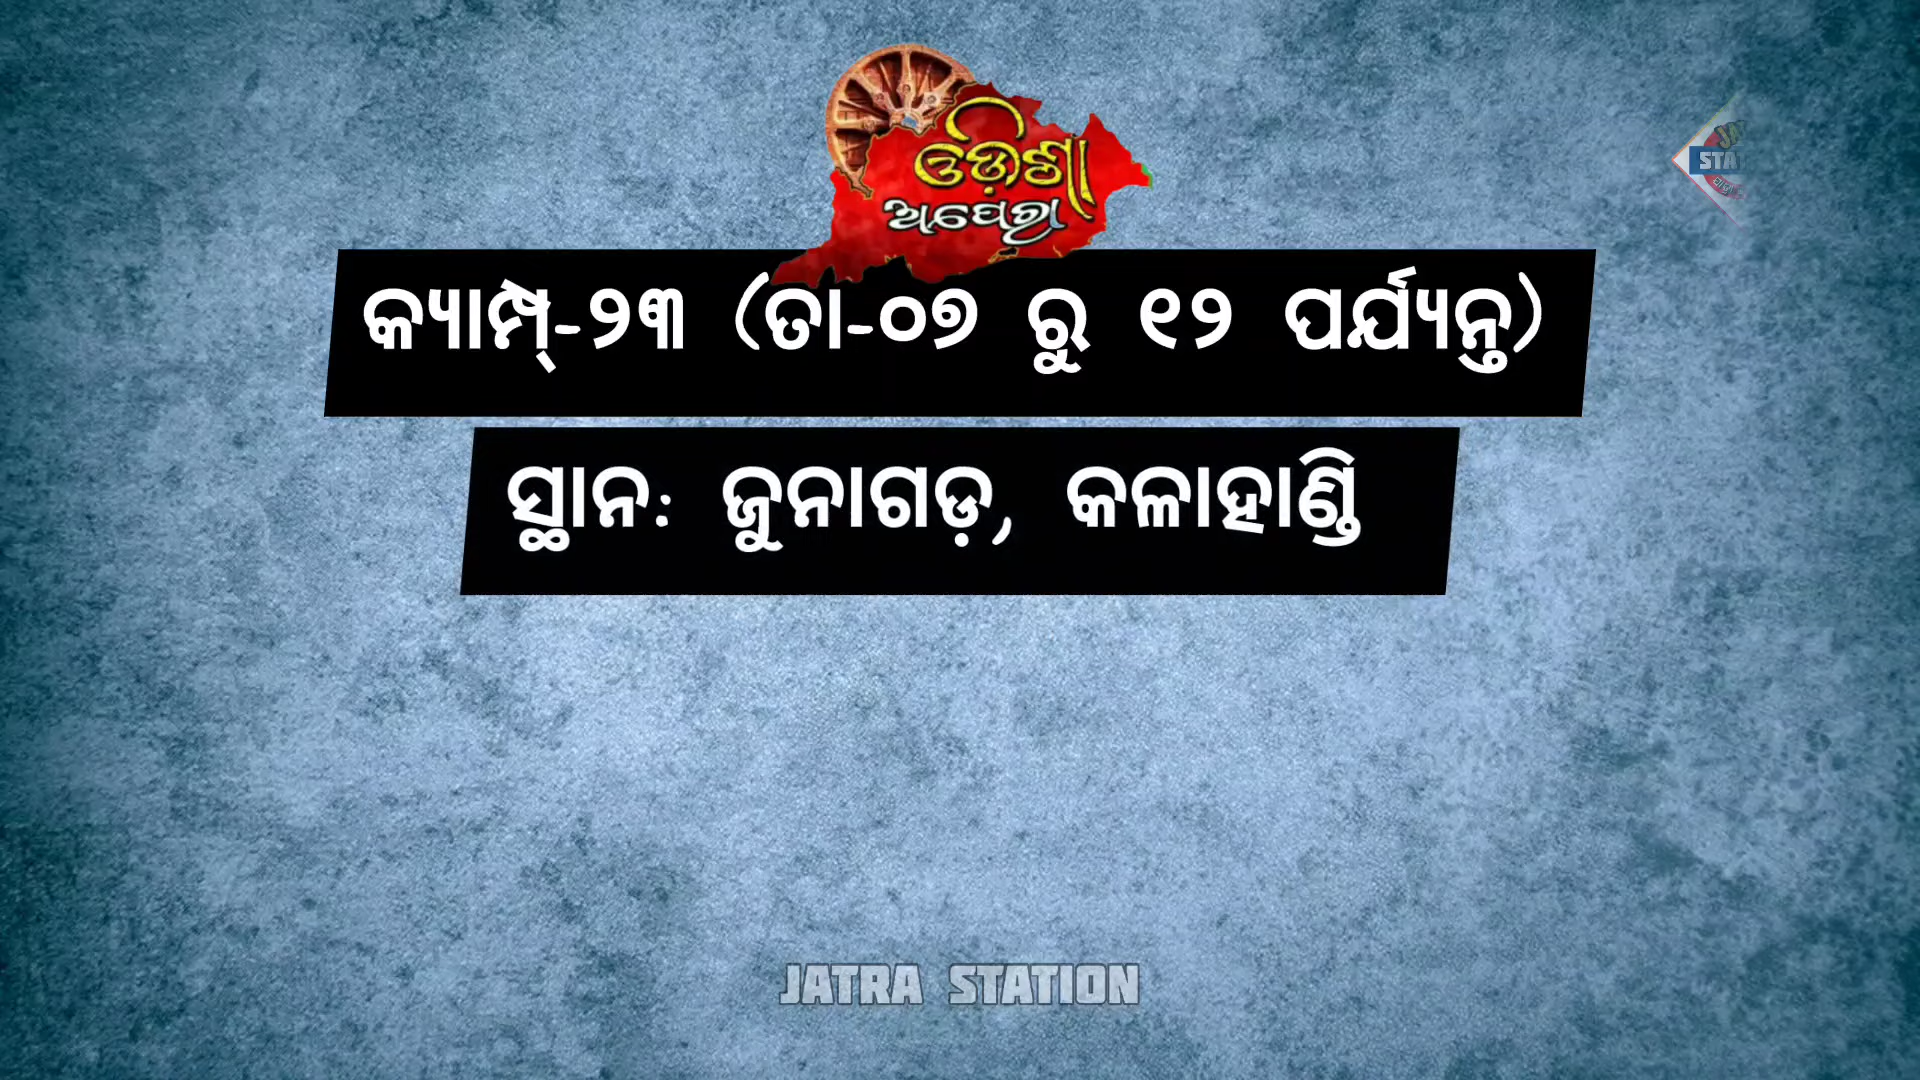 ଓଡ଼ିଶା
ଅପେରା
କ୍ୟାମ୍ପ୍-୨୩ (ତା-୦୭ ରୁ ୧୨ ପର୍ଯ୍ୟନ୍ତ)
ସ୍ଥାନ: ଜୁନାଗଡ଼, କଳାହାଣ୍ଡି
JATRA STATION